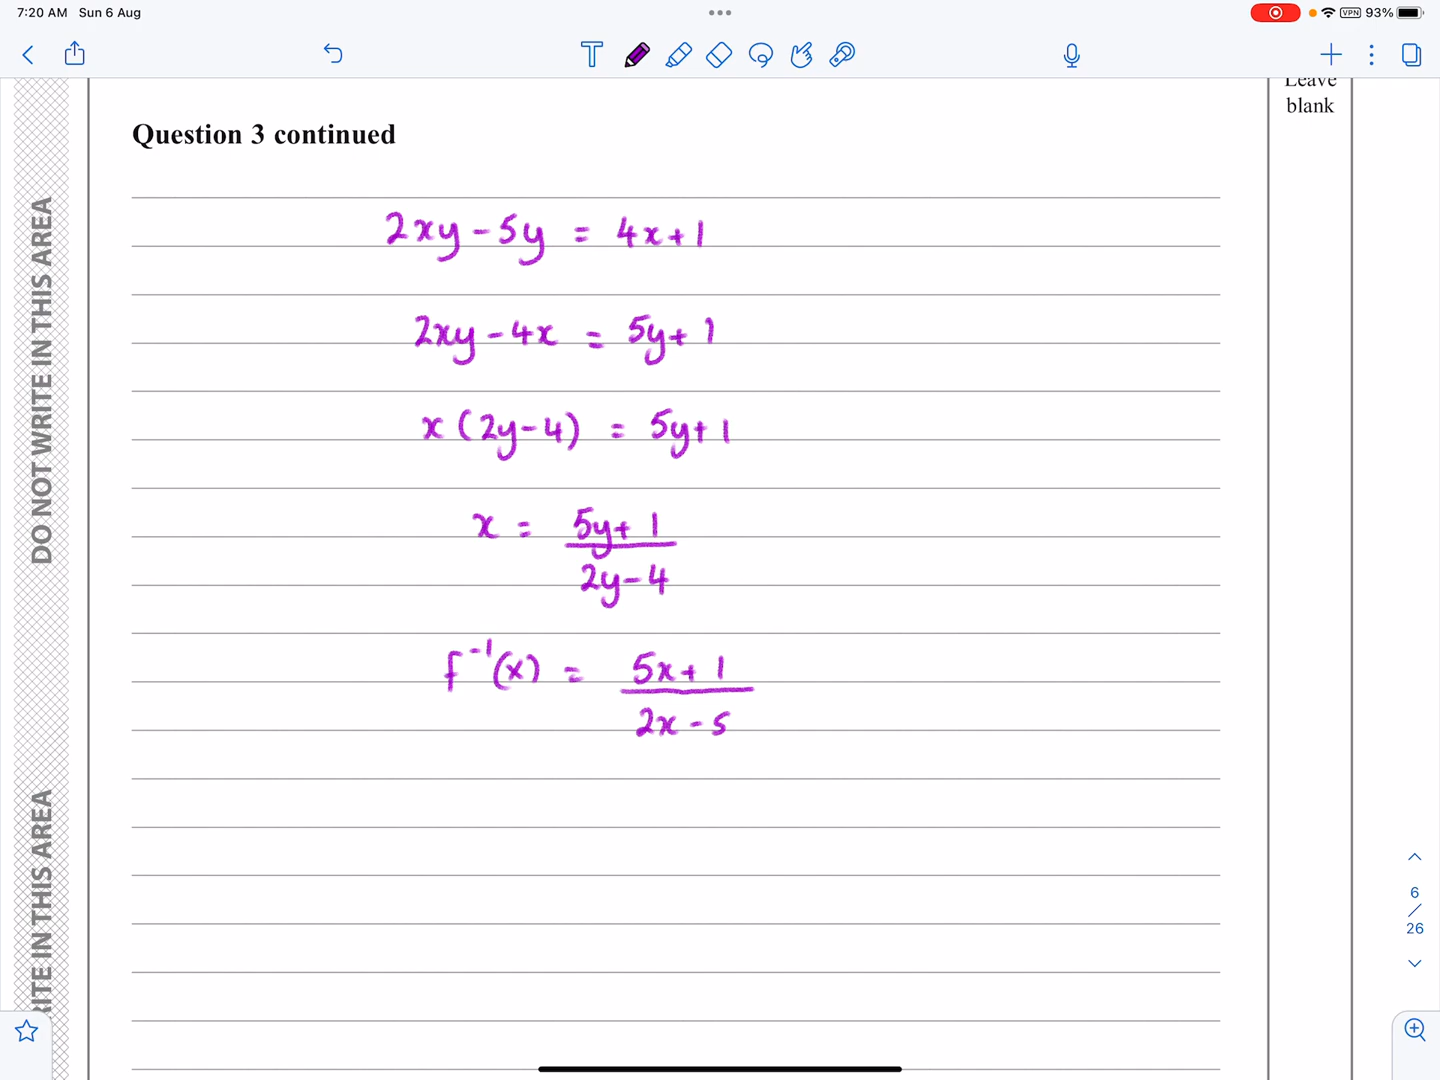 7:20 AM Sun 6 Aug
VPN 93%
T
Leave
blank
Question 3 continued
2xy - 5y = 4x + 1
2xy - 4x = 5y + 1
x (2y - 4) = 5y + 1
x = 5y + 1
2y - 4
f⁻¹(x) = 5x + 1
2x - 5
DO NOT WRITE IN THIS AREA
RITE IN THIS AREA
6
/
26